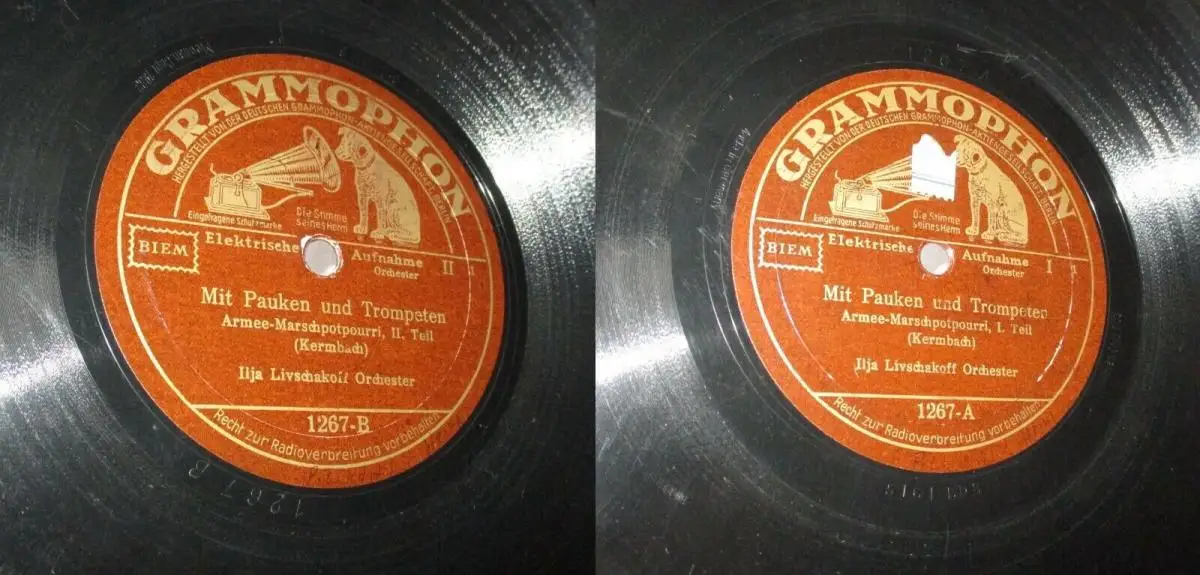 GRAMMOPHON
HERGESTELLT VON DER DEUTSCHEN GRAMMOPHON-AKTIENGESELLSCHAFT, BERLIN
Eingetragene Schutzmarke
Die Stimme
seines Herrn
BIEM
Elektrische Aufnahme II 1
Orchester
Mit Pauken und Trompeten
Armee-Marschpotpourri, II. Teil
(Kermbach)
Ilja Livschakoff Orchester
1267-B
Recht zur Radioverbreitung vorbehalten
1267 B
GRAMMOPHON
HERGESTELLT VON DER DEUTSCHEN GRAMMOPHON-AKTIENGESELLSCHAFT, BERLIN
Eingetragene Schutzmarke
Die Stimme
seines Herrn
BIEM
Elektrische Aufnahme I 1
Orchester
Mit Pauken und Trompeten
Armee-Marschpotpourri, I. Teil
(Kermbach)
Ilja Livschakoff Orchester
1267-A
Recht zur Radioverbreitung vorbehalten